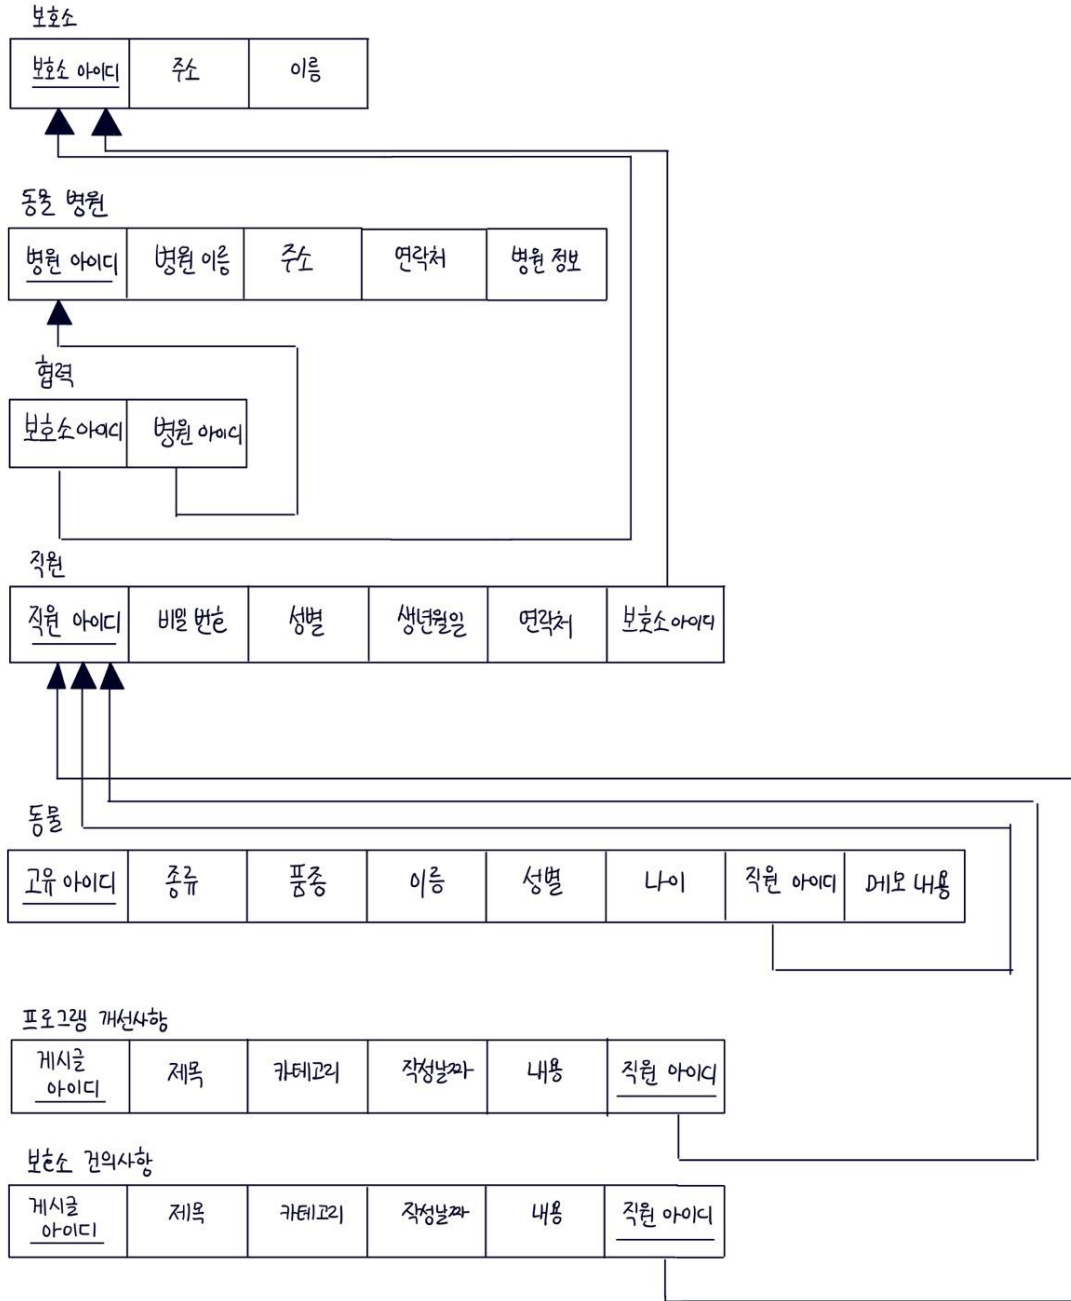 보호소
보호소 아이디 주소 이름
동물 병원
병원 아이디 병원 이름 주소 연락처 병원 정보
협력
보호소 아이디 병원 아이디
직원
직원 아이디 비밀 번호 성별 생년월일 연락처 보호소 아이디
동물
고유 아이디 종류 품종 이름 성별 나이 직원 아이디 메모 내용
프로그램 개선사항
게시글
아이디 제목 카테고리 작성날짜 내용 직원 아이디
보호소 건의사항
게시글
아이디 제목 카테고리 작성날짜 내용 직원 아이디